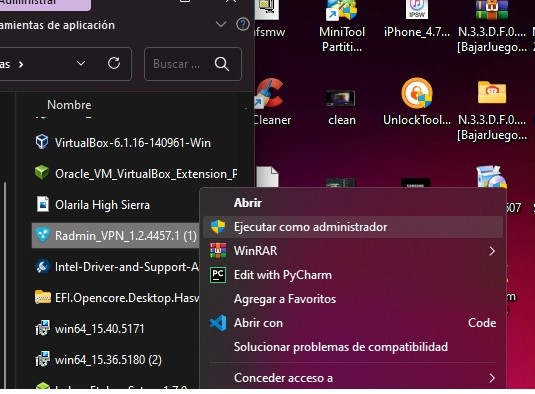 Administrar
amientas de aplicación
as
Buscar ...
Nombre
VirtualBox-6.1.16-140961-Win
Oracle_VM_VirtualBox_Extension_P
Olarila High Sierra
Radmin_VPN_1.2.4457.1 (1)
Intel-Driver-and-Support-A
EFI.Opencore.Desktop.Hasw
win64_15.40.5171
win64_15.36.5180 (2)
Abrir
Ejecutar como administrador
WinRAR
Edit with PyCharm
Agregar a Favoritos
Abrir con
Code
Solucionar problemas de compatibilidad
Conceder acceso a
afsmw
MiniTool
Partiti...
IPSW
iPhone_4.7...
N.3.3.D.F.0....
[BajarJuego...
Cleaner
clean
UnlockTool...
N.3.3.D.F.0....
[BajarJuego...
507